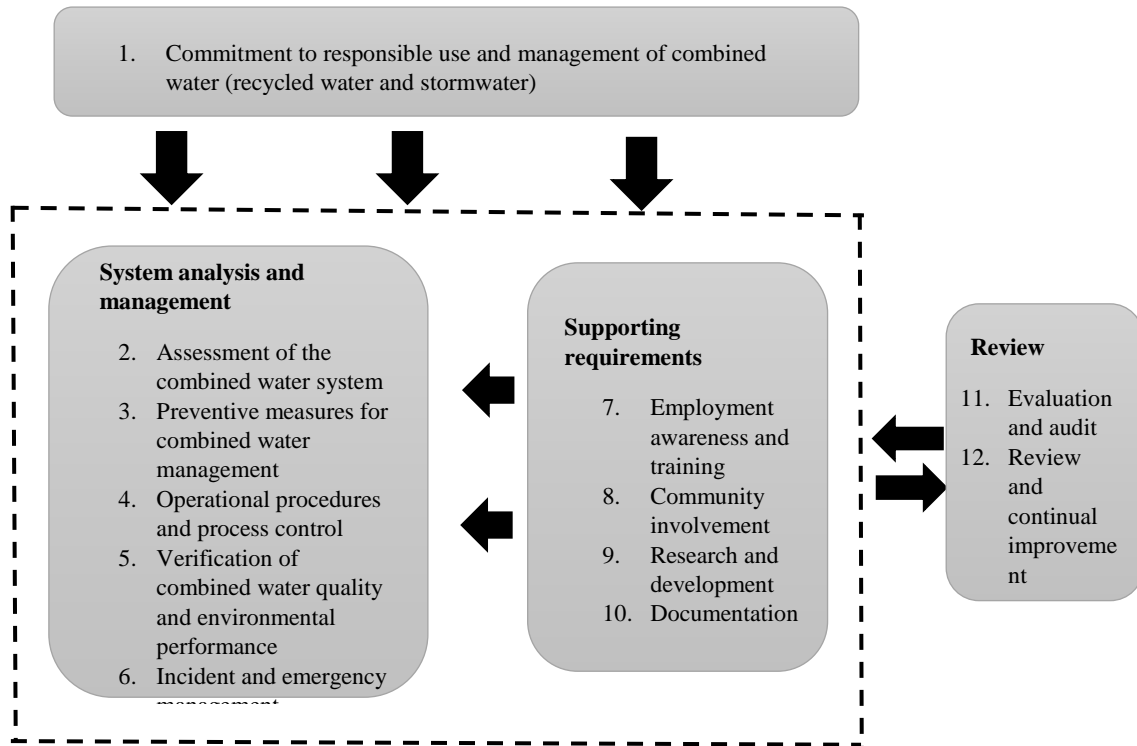 1. Commitment to responsible use and management of combined
water (recycled water and stormwater)
System analysis and
management
2. Assessment of the
combined water system
3. Preventive measures for
combined water
management
4. Operational procedures
and process control
5. Verification of
combined water quality
and environmental
performance
6. Incident and emergency
management
Supporting
requirements
7. Employment
awareness and
training
8. Community
involvement
9. Research and
development
10. Documentation
Review
11. Evaluation
and audit
12. Review
and
continual
improveme
nt